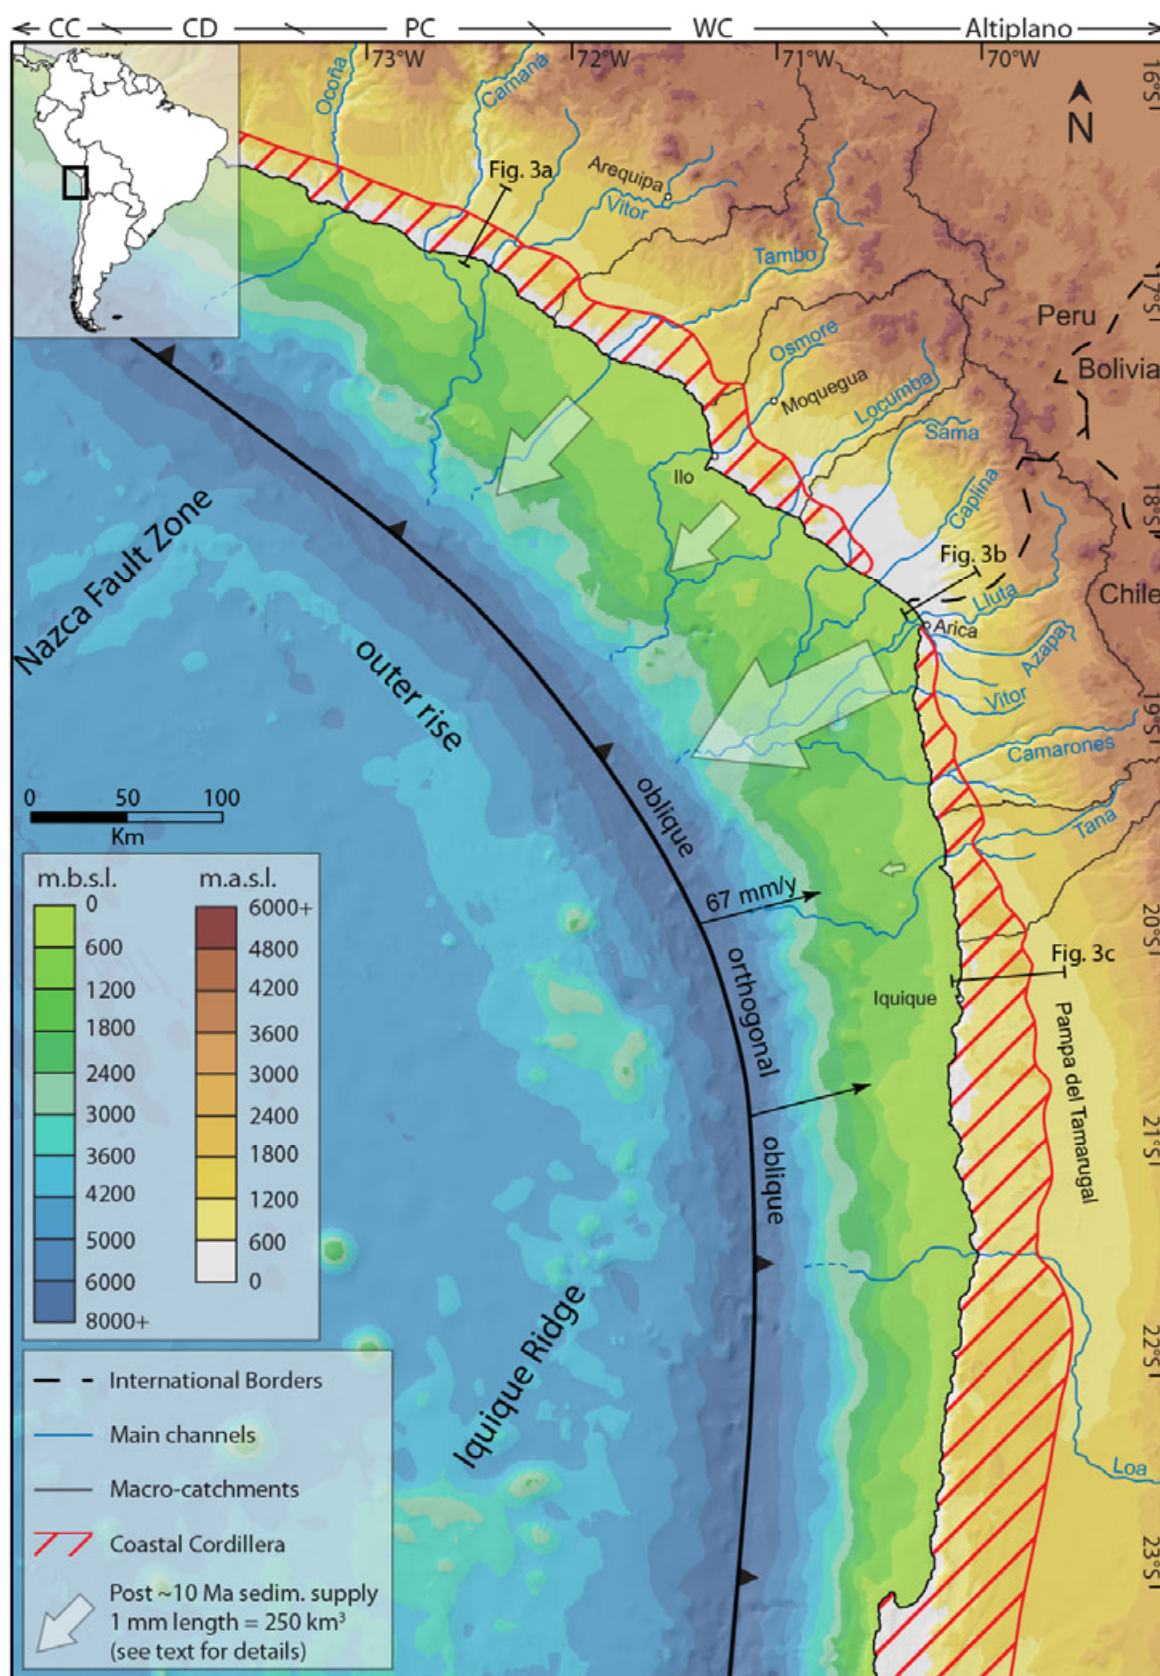 CC CD PC WC Altiplano
73°W 72°W 71°W 70°W
16°S
17°S
18°S
19°S
20°S
21°S
22°S
23°S
N
Ocoña
Camaná
Fig. 3a
Arequipa
Vitor
Tambo
Peru
Bolivia
Osmore
Moquegua
Locumba
Sama
Ilo
Caplina
Fig. 3b
Chile
Lluta
Arica
Azapa
Vitor
Camarones
Tana
Nazca Fault Zone
outer rise
oblique
67 mm/y
orthogonal
oblique
Fig. 3c
Iquique
Pampa del Tamarugal
Iquique Ridge
Loa
0 50 100
Km
m.b.s.l.
0
600
1200
1800
2400
3000
3600
4200
5000
6000
8000+
m.a.s.l.
6000+
4800
4200
3600
3000
2400
1800
1200
600
0
International Borders
Main channels
Macro-catchments
Coastal Cordillera
Post ~10 Ma sedim. supply
1 mm length = 250 km³
(see text for details)